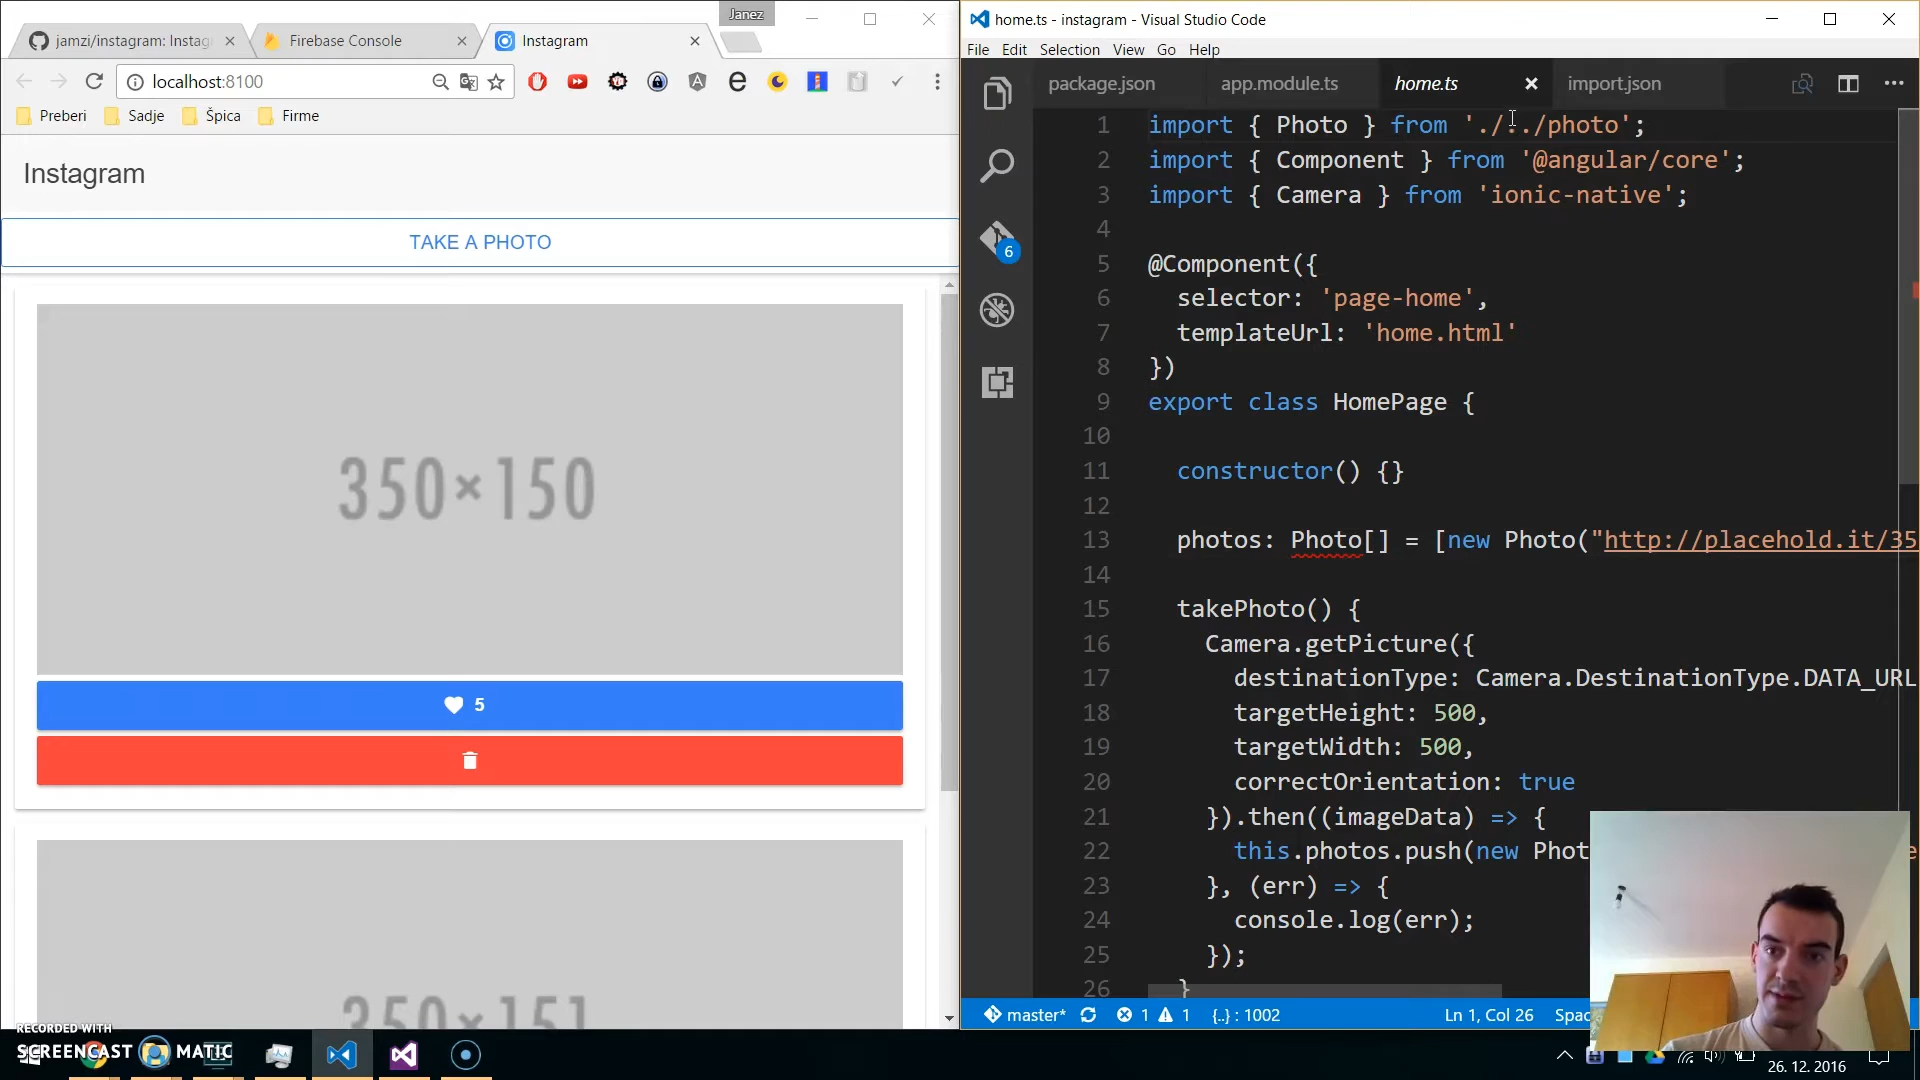 Janez
jamzi/instagram: Instag
Firebase Console
Instagram
localhost:8100
Preberi
Sadje
Špica
Firme
Instagram
TAKE A PHOTO
350×150
5
350×151
RECORDED WITH
SCREENCAST MATIC
home.ts - instagram - Visual Studio Code
File Edit Selection View Go Help
package.json
app.module.ts
home.ts
import.json
6
1 import { Photo } from './../photo';
2 import { Component } from '@angular/core';
3 import { Camera } from 'ionic-native';
4
5 @Component({
6 selector: 'page-home',
7 templateUrl: 'home.html'
8 })
9 export class HomePage {
10
11 constructor() {}
12
13 photos: Photo[] = [new Photo("http://placehold.it/35
14
15 takePhoto() {
16 Camera.getPicture({
17 destinationType: Camera.DestinationType.DATA_URL
18 targetHeight: 500,
19 targetWidth: 500,
20 correctOrientation: true
21 }).then((imageData) => {
22 this.photos.push(new Phot
23 }, (err) => {
24 console.log(err);
25 });
26 }
master* 1 1 {..} : 1002 Ln 1, Col 26 Spac
26. 12. 2016